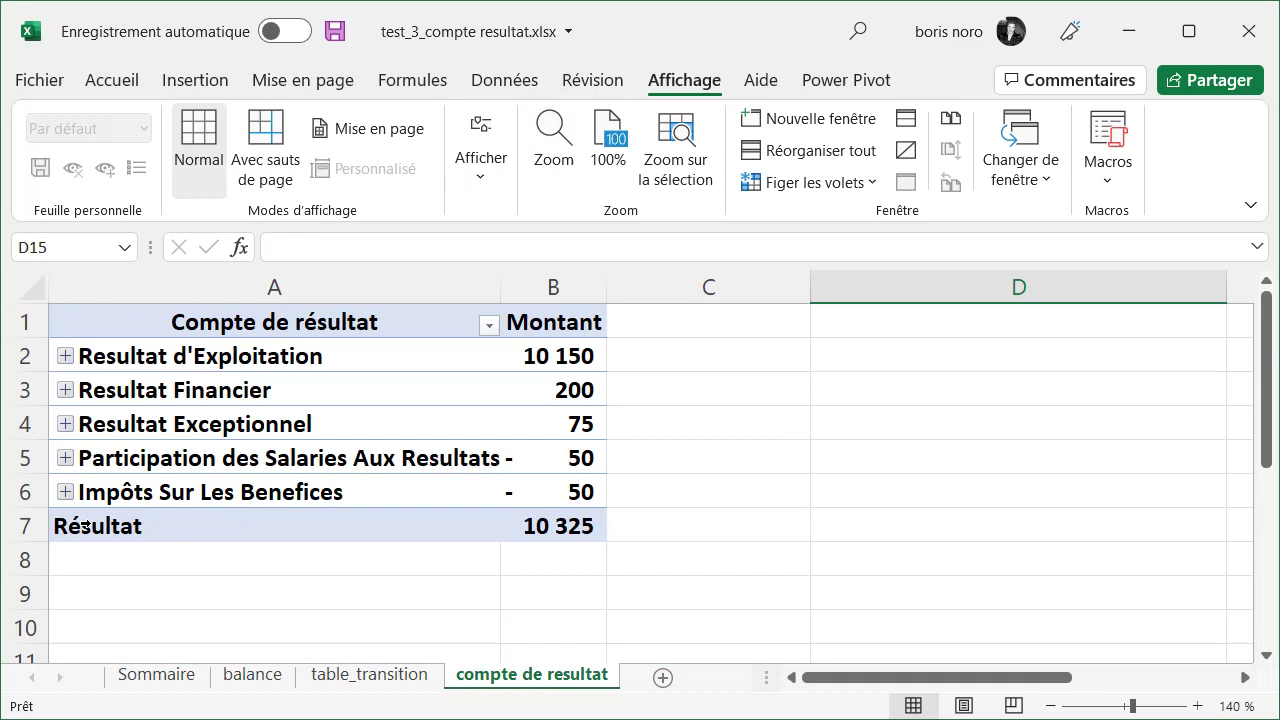 Enregistrement automatique test_3_compte resultat.xlsx boris noro
Fichier Accueil Insertion Mise en page Formules Données Révision Affichage Aide Power Pivot Commentaires Partager
Par défaut
Normal
Avec sauts
de page
Mise en page
Personnalisé
Afficher
Zoom
100
100%
Zoom sur
la sélection
Nouvelle fenêtre
Réorganiser tout
Figer les volets
Changer de
fenêtre
Macros
Feuille personnelle Modes d'affichage Zoom Fenêtre Macros
D15 fx
A B C D
1 Compte de résultat Montant
2 Resultat d'Exploitation 10 150
3 Resultat Financier 200
4 Resultat Exceptionnel 75
5 Participation des Salaries Aux Resultats - 50
6 Impôts Sur Les Benefices - 50
7 Résultat 10 325
8
9
10
11
Sommaire balance table_transition compte de resultat
Prêt 140 %